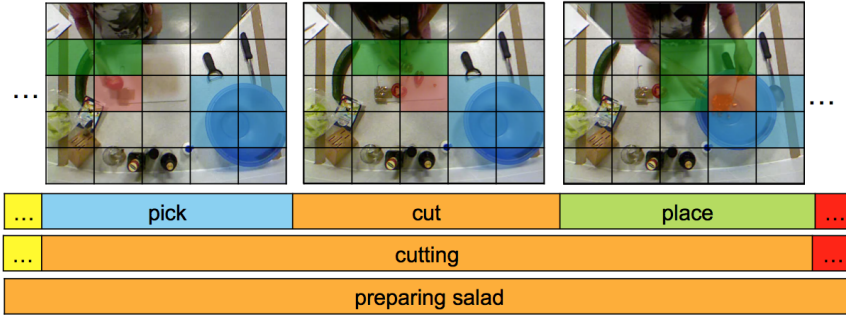 ... ...
... pick cut place ...
... cutting ...
preparing salad